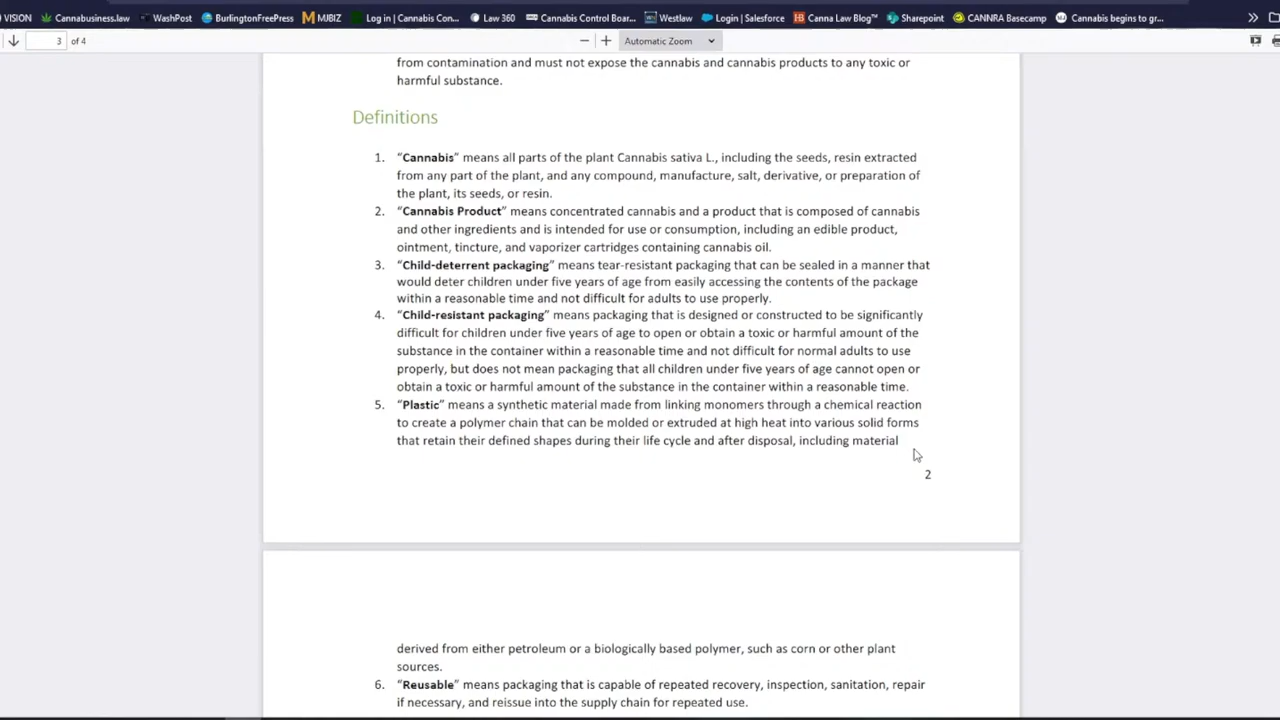 VISION Cannabusiness.law WashPost BurlingtonFreePress MJBIZ Log in | Cannabis Con... Law 360 Cannabis Control Boar... Westlaw Login | Salesforce Canna Law Blog™ Sharepoint CANNRA Basecamp Cannabis begins to gr...
3 of 4 Automatic Zoom
from contamination and must not expose the cannabis and cannabis products to any toxic or
harmful substance.
Definitions
1. “Cannabis” means all parts of the plant Cannabis sativa L., including the seeds, resin extracted
from any part of the plant, and any compound, manufacture, salt, derivative, or preparation of
the plant, its seeds, or resin.
2. “Cannabis Product” means concentrated cannabis and a product that is composed of cannabis
and other ingredients and is intended for use or consumption, including an edible product,
ointment, tincture, and vaporizer cartridges containing cannabis oil.
3. “Child-deterrent packaging” means tear-resistant packaging that can be sealed in a manner that
would deter children under five years of age from easily accessing the contents of the package
within a reasonable time and not difficult for adults to use properly.
4. “Child-resistant packaging” means packaging that is designed or constructed to be significantly
difficult for children under five years of age to open or obtain a toxic or harmful amount of the
substance in the container within a reasonable time and not difficult for normal adults to use
properly, but does not mean packaging that all children under five years of age cannot open or
obtain a toxic or harmful amount of the substance in the container within a reasonable time.
5. “Plastic” means a synthetic material made from linking monomers through a chemical reaction
to create a polymer chain that can be molded or extruded at high heat into various solid forms
that retain their defined shapes during their life cycle and after disposal, including material
2
derived from either petroleum or a biologically based polymer, such as corn or other plant
sources.
6. “Reusable” means packaging that is capable of repeated recovery, inspection, sanitation, repair
if necessary, and reissue into the supply chain for repeated use.